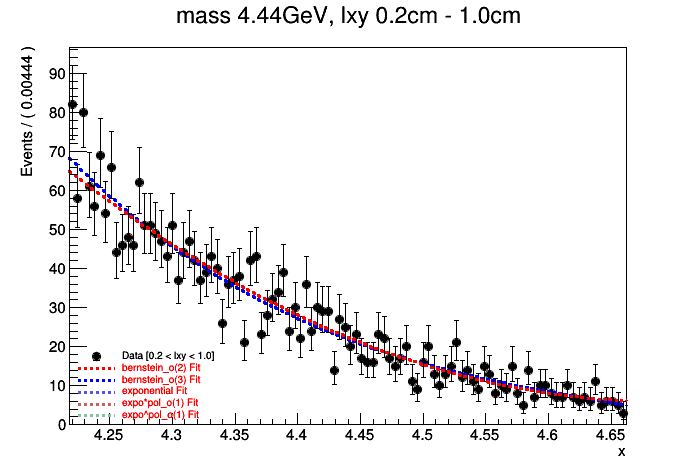 mass 4.44GeV, lxy 0.2cm - 1.0cm
Events / ( 0.00444 )
90
80
70
60
50
40
30
20
10
0
Data [0.2 < lxy < 1.0]
bernstein_o(2) Fit
bernstein_o(3) Fit
exponential Fit
expo^pol_o(1) Fit
expo^pol_o(1) Fit
4.25 4.3 4.35 4.4 4.45 4.5 4.55 4.6 4.65
x